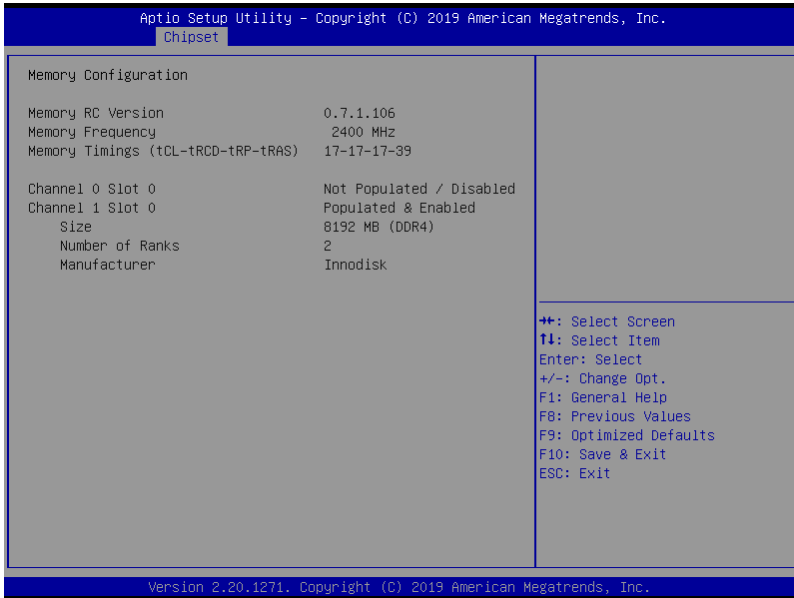 Aptio Setup Utility – Copyright (C) 2019 American Megatrends, Inc.
Chipset
Memory Configuration
Memory RC Version 0.7.1.106
Memory Frequency 2400 MHz
Memory Timings (tCL-tRCD-tRP-tRAS) 17-17-17-39
Channel 0 Slot 0 Not Populated / Disabled
Channel 1 Slot 0 Populated & Enabled
Size 8192 MB (DDR4)
Number of Ranks 2
Manufacturer Innodisk
→←: Select Screen
↑↓: Select Item
Enter: Select
+/-: Change Opt.
F1: General Help
F8: Previous Values
F9: Optimized Defaults
F10: Save & Exit
ESC: Exit
Version 2.20.1271. Copyright (C) 2019 American Megatrends, Inc.